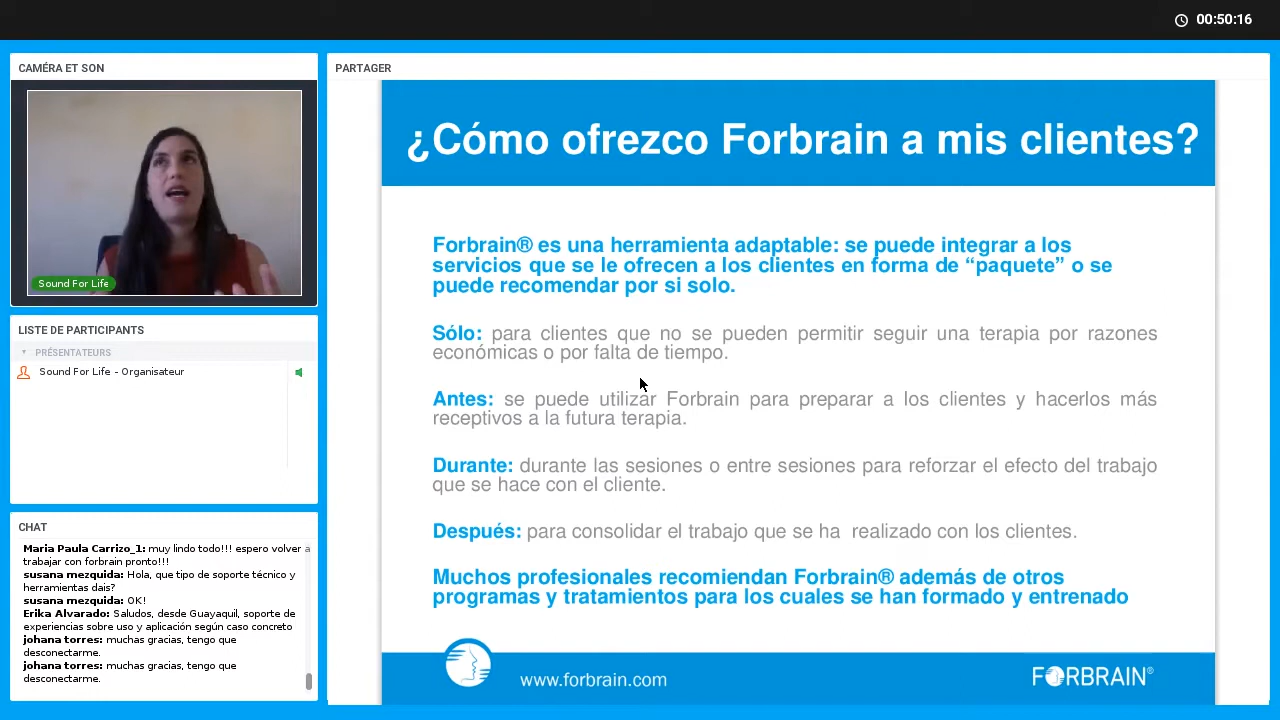 00:50:16
CAMÉRA ET SON
Sound For Life
LISTE DE PARTICIPANTS
PRÉSENTATEURS
Sound For Life - Organisateur
CHAT
Maria Paula Carrizo_1: muy lindo todo!!! espero volver a
trabajar con forbrain pronto!!!
susana mezquida: Hola, que tipo de soporte técnico y
herramientas dais?
susana mezquida: OK!
Erika Alvarado: Saludos, desde Guayaquil, soporte de
experiencias sobre uso y aplicación según caso concreto
johana torres: muchas gracias, tengo que
desconectarme.
johana torres: muchas gracias, tengo que
desconectarme.
PARTAGER
¿Cómo ofrezco Forbrain a mis clientes?
Forbrain® es una herramienta adaptable: se puede integrar a los
servicios que se le ofrecen a los clientes en forma de “paquete” o se
puede recomendar por si solo.
Sólo: para clientes que no se pueden permitir seguir una terapia por razones
económicas o por falta de tiempo.
Antes: se puede utilizar Forbrain para preparar a los clientes y hacerlos más
receptivos a la futura terapia.
Durante: durante las sesiones o entre sesiones para reforzar el efecto del trabajo
que se hace con el cliente.
Después: para consolidar el trabajo que se ha  realizado con los clientes.
Muchos profesionales recomiendan Forbrain® además de otros
programas y tratamientos para los cuales se han formado y entrenado
www.forbrain.com
FORBRAIN®